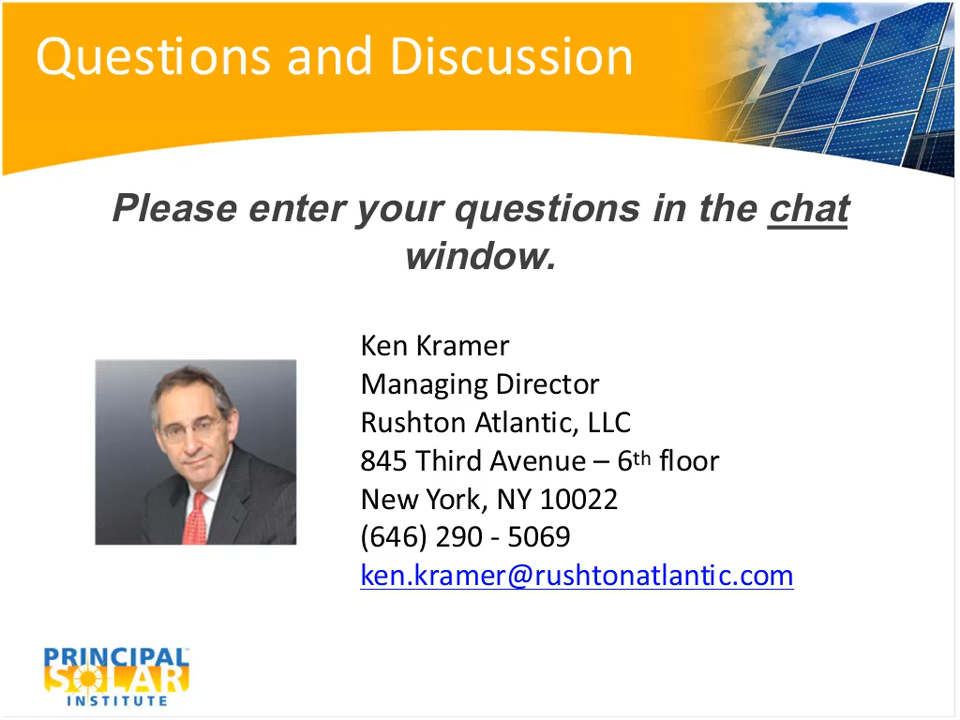 Questions and Discussion
Please enter your questions in the chat
window.
Ken Kramer
Managing Director
Rushton Atlantic, LLC
845 Third Avenue – 6th floor
New York, NY 10022
(646) 290 - 5069
ken.kramer@rushtonatlantic.com
PRINCIPAL
SOLAR
INSTITUTE